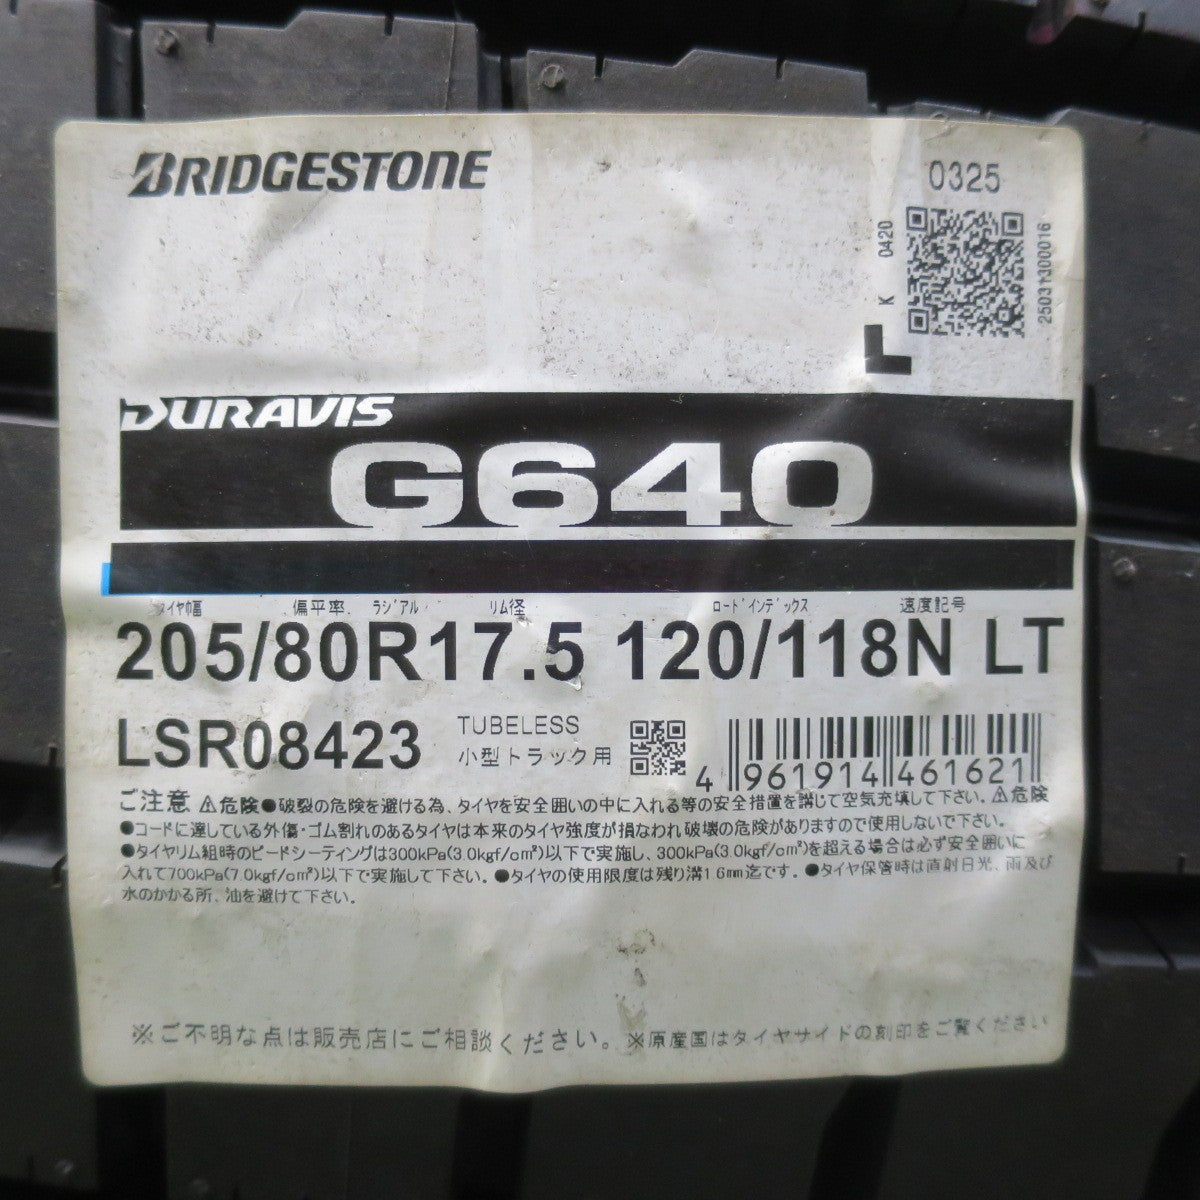 BRIDGESTONE
0325
K 0420
25031300016
L
DURAVIS
G640
タイヤ巾幅 偏平率 ラジアル リム径 ロードインデックス 速度記号
205/80R17.5 120/118N LT
LSR08423
TUBELESS
小型トラック用
4 961914 461621
ご注意 ⚠危険●破裂の危険を避ける為、タイヤを安全囲いの中に入れる等の安全措置を講じて空気充填して下さい。⚠危険
●コードに達している外傷・ゴム割れのあるタイヤは本来のタイヤ強度が損なわれ破壊の危険がありますので使用しないで下さい。
●タイヤリム組時のビードシーティングは300kPa(3.0kgf/cm²)以下で実施し、300kPa(3.0kgf/cm²)を超える場合は必ず安全囲いに
入れて700kPa(7.0kgf/cm²)以下で実施して下さい。●タイヤの使用限度は残り溝1.6mm迄です。●タイヤ保管時は直射日光、雨及び
水のかかる所、油を避けて下さい。
※ご不明な点は販売店にご相談ください。※原産国はタイヤサイドの刻印をご覧ください